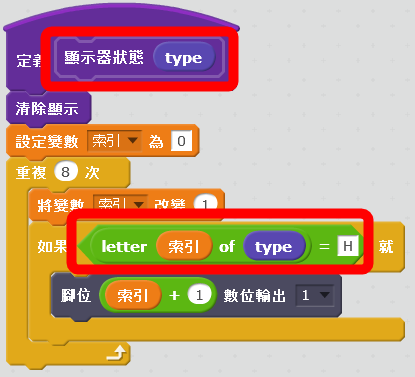 定義 顯示器狀態 type
清除顯示
設定變數 索引 為 0
重複 8 次
將變數 索引 改變 1
如果 letter 索引 of type = H 就
腳位 索引 + 1 數位輸出 1